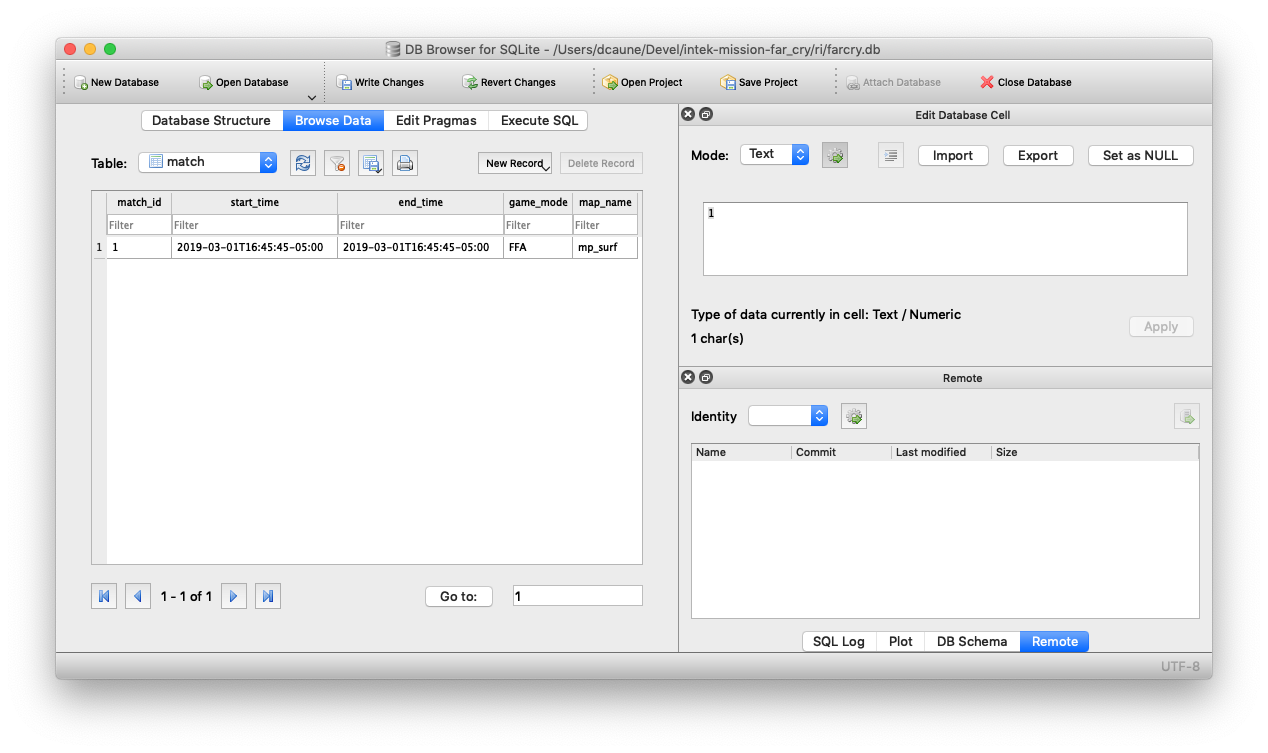 DB Browser for SQLite - /Users/dcaune/Devel/intek-mission-far_cry/ri/farcry.db
New Database Open Database Write Changes Revert Changes Open Project Save Project Attach Database Close Database
Database Structure Browse Data Edit Pragmas Execute SQL
Table: match New Record Delete Record
match_id start_time end_time game_mode map_name
Filter Filter Filter Filter Filter
1 1 2019-03-01T16:45:45-05:00 2019-03-01T16:45:45-05:00 FFA mp_surf
1 - 1 of 1 Go to: 1
Edit Database Cell
Mode: Text Import Export Set as NULL
1
Type of data currently in cell: Text / Numeric
1 char(s)
Apply
Remote
Identity
Name Commit Last modified Size
SQL Log Plot DB Schema Remote
UTF-8